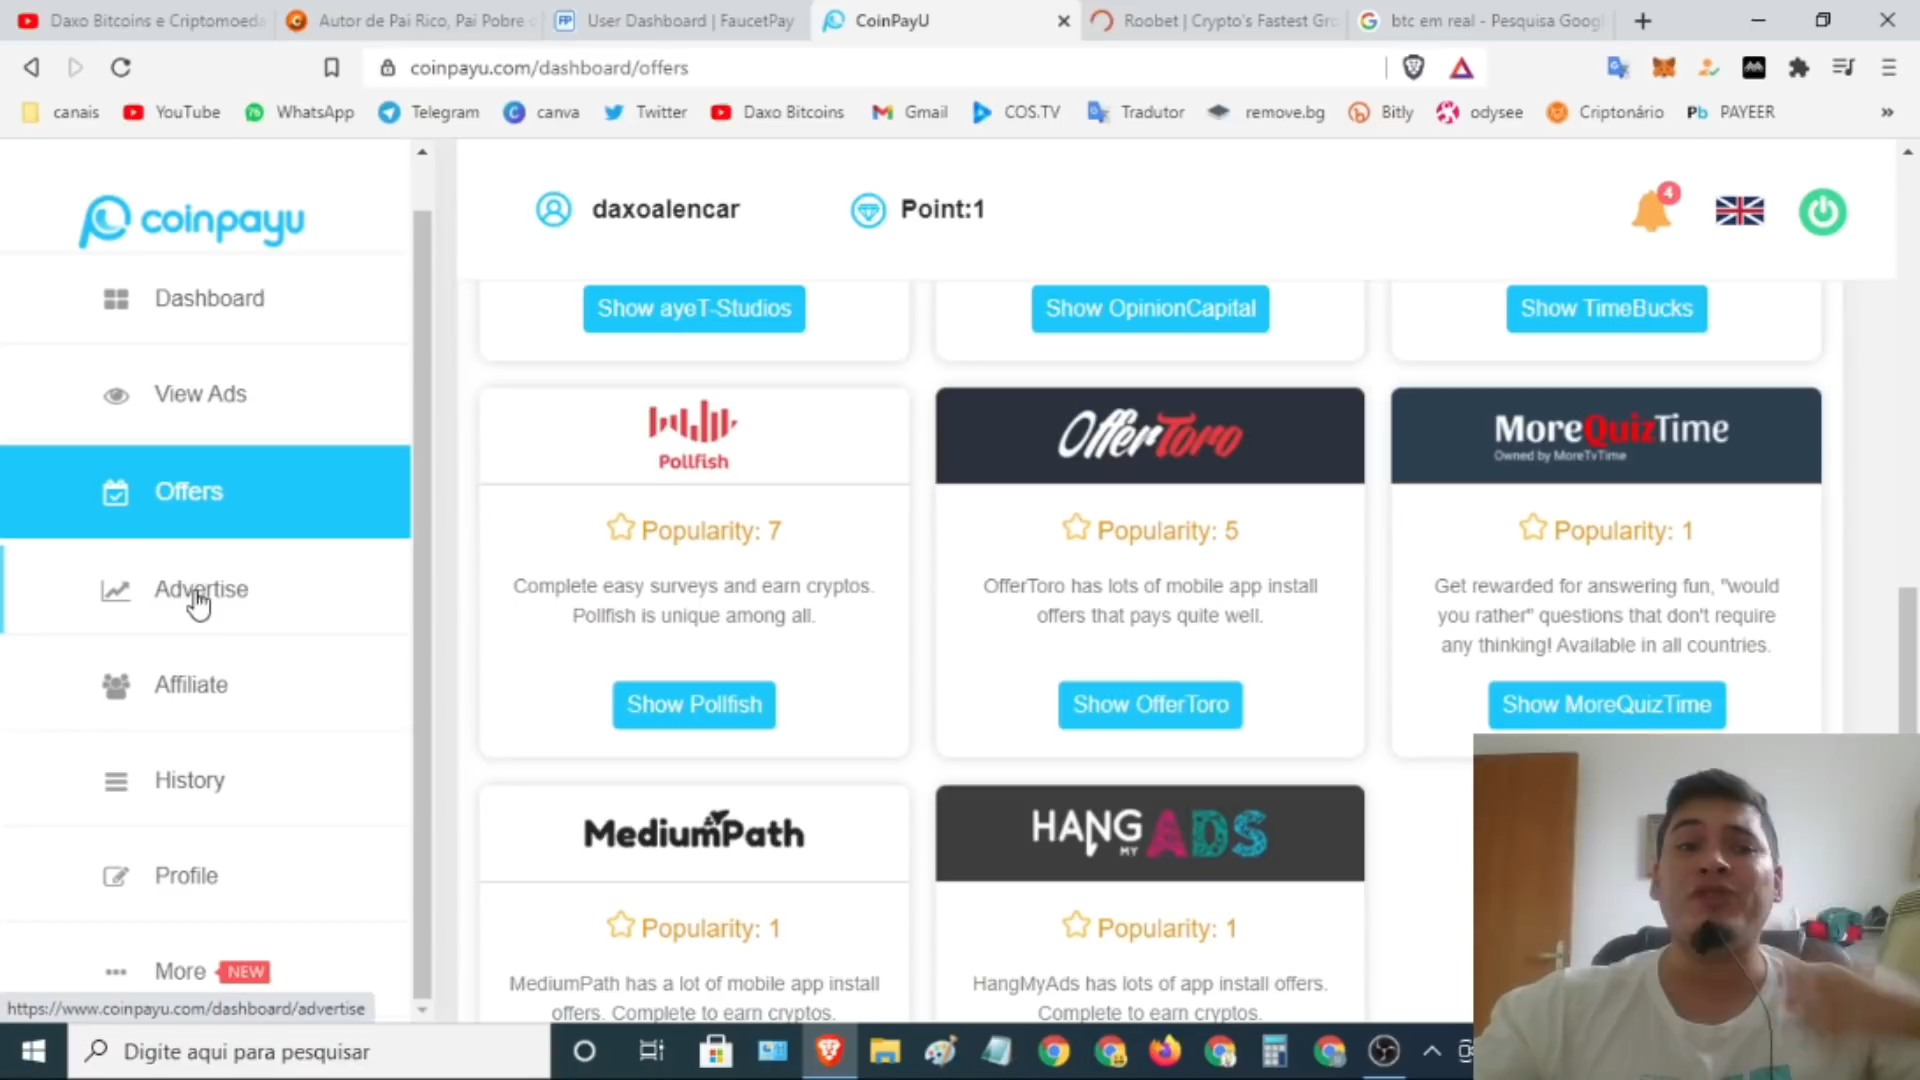 Daxo Bitcoins e Criptomoeda
Autor de Pai Rico, Pai Pobre
User Dashboard | FaucetPay
CoinPayU
Roobet | Crypto's Fastest Gro
btc em real - Pesquisa Goog
coinpayu.com/dashboard/offers
canais
YouTube
WhatsApp
Telegram
canva
Twitter
Daxo Bitcoins
Gmail
COS.TV
Tradutor
remove.bg
Bitly
odysee
Criptonário
Pb PAYEER
»
coinpayu
daxoalencar
Point:1
4
Dashboard
View Ads
Offers
Advertise
Affiliate
History
Profile
More NEW
https://www.coinpayu.com/dashboard/advertise
Show ayeT-Studios
Show OpinionCapital
Show TimeBucks
Pollfish
Popularity: 7
Complete easy surveys and earn cryptos.
Pollfish is unique among all.
Show Pollfish
OfferToro
Popularity: 5
OfferToro has lots of mobile app install
offers that pays quite well.
Show OfferToro
MoreQuizTime
Owned by MoreTvTime
Popularity: 1
Get rewarded for answering fun, "would
you rather" questions that don't require
any thinking! Available in all countries.
Show MoreQuizTime
MediumPath
Popularity: 1
MediumPath has a lot of mobile app install
offers. Complete to earn cryptos.
HANG MY ADS
Popularity: 1
HangMyAds has lots of app install offers.
Complete to earn cryptos.
Digite aqui para pesquisar